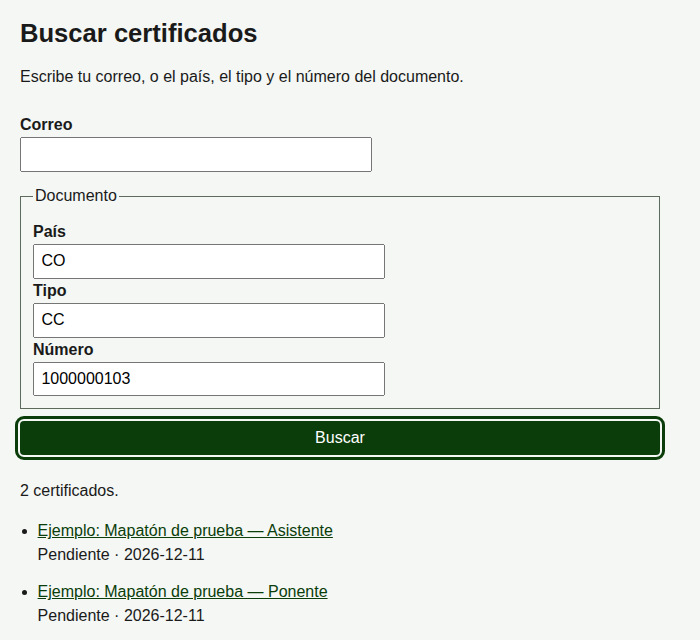 Buscar certificados
Escribe tu correo, o el país, el tipo y el número del documento.
Correo
Documento
País
CO
Tipo
CC
Número
1000000103
Buscar
2 certificados.
Ejemplo: Mapatón de prueba — Asistente
Pendiente · 2026-12-11
Ejemplo: Mapatón de prueba — Ponente
Pendiente · 2026-12-11